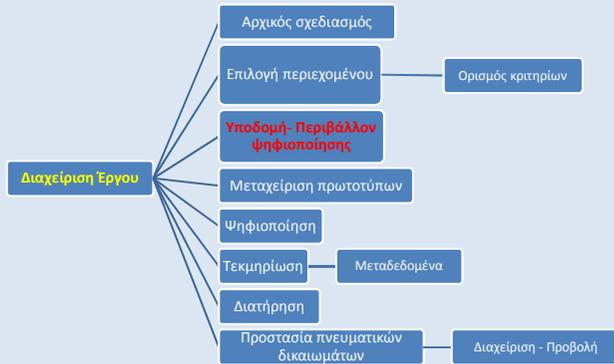 Αρχικός σχεδιασμός
Επιλογή περιεχομένου
Ορισμός κριτηρίων
Υποδομή- Περιβάλλον
ψηφιοποίησης
Διαχείριση Έργου
Μεταχείριση πρωτοτύπων
Ψηφιοποίηση
Τεκμηρίωση
Μεταδεδομένα
Διατήρηση
Προστασία πνευματικών
δικαιωμάτων
Διαχείριση - Προβολή